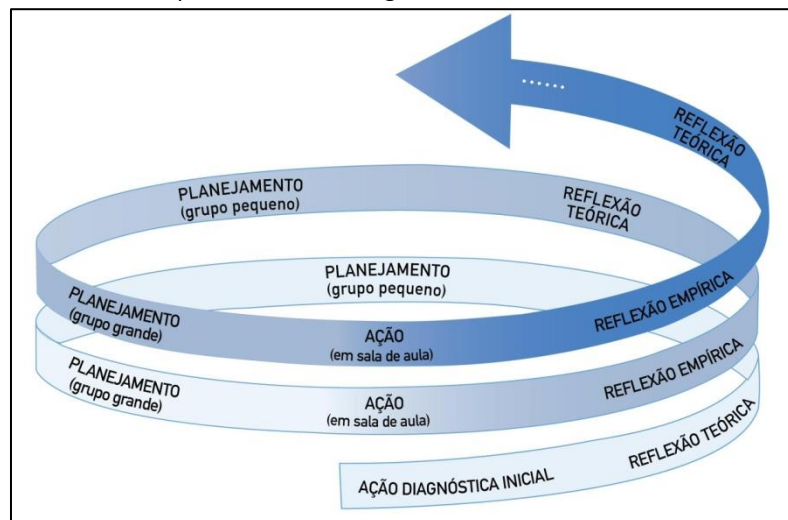 ......
REFLEXÃO
TEÓRICA
PLANEJAMENTO
(grupo pequeno)
REFLEXÃO
TEÓRICA
PLANEJAMENTO
(grupo pequeno)
PLANEJAMENTO
(grupo grande)
AÇÃO
(em sala de aula)
REFLEXÃO EMPÍRICA
PLANEJAMENTO
(grupo grande)
AÇÃO
(em sala de aula)
REFLEXÃO EMPÍRICA
AÇÃO DIAGNÓSTICA INICIAL
REFLEXÃO TEÓRICA